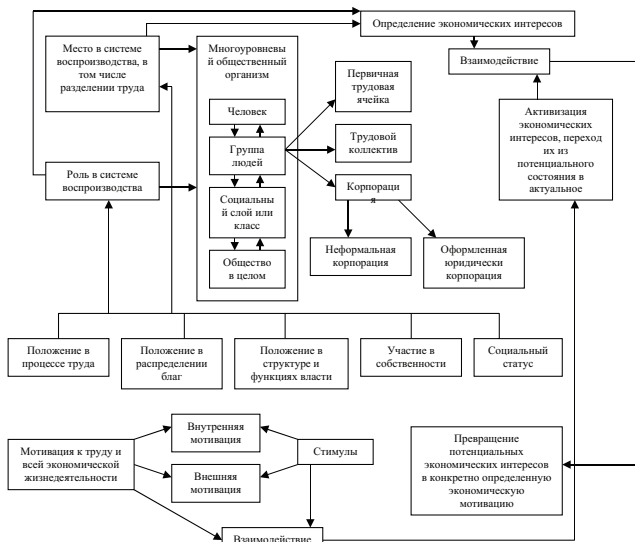 Определение экономических интересов
Место в системе
воспроизводства, в
том числе
разделении труда
Многоуровневы
й общественный
организм
Взаимодействие
Первичная
трудовая
ячейка
Человек
Активизация
экономических
интересов, переход
их из
потенциального
состояния в
актуальное
Группа
людей
Трудовой
коллектив
Роль в системе
воспроизводства
Корпораци
я
Социальны
й слой или
класс
Неформальная
корпорация
Оформленная
юридически
корпорация
Общество
в целом
Положение в
процессе труда
Положение в
распределении
благ
Положение в
структуре и
функциях власти
Участие в
собственности
Социальный
статус
Мотивация к труду и
всей экономической
жизнедеятельности
Внутренняя
мотивация
Стимулы
Внешняя
мотивация
Превращение
потенциальных
экономических интересов
в конкретно определенную
экономическую
мотивацию
Взаимодействие